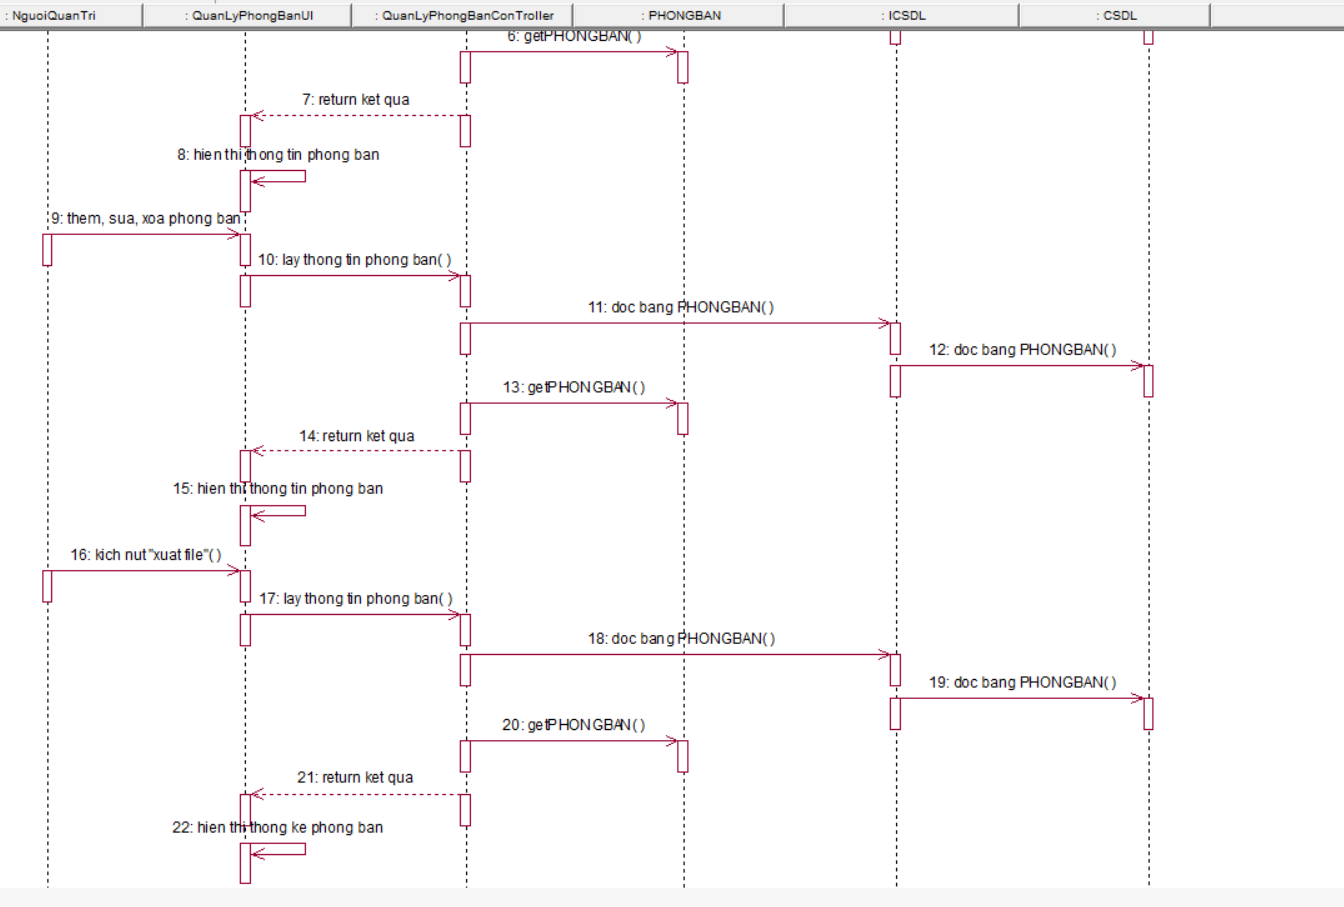 : NguoiQuanTri
: QuanLyPhongBanUI
: QuanLyPhongBanConTroller
: PHONGBAN
: ICSDL
: CSDL
6: getPHONGBAN( )
7: return ket qua
8: hien thi thong tin phong ban
9: them, sua, xoa phong ban
10: lay thong tin phong ban( )
11: doc bang PHONGBAN( )
12: doc bang PHONGBAN( )
13: getPHONGBAN( )
14: return ket qua
15: hien thi thong tin phong ban
16: kich nut "xuat file"( )
17: lay thong tin phong ban( )
18: doc bang PHONGBAN( )
19: doc bang PHONGBAN( )
20: getPHONGBAN( )
21: return ket qua
22: hien thi thong ke phong ban